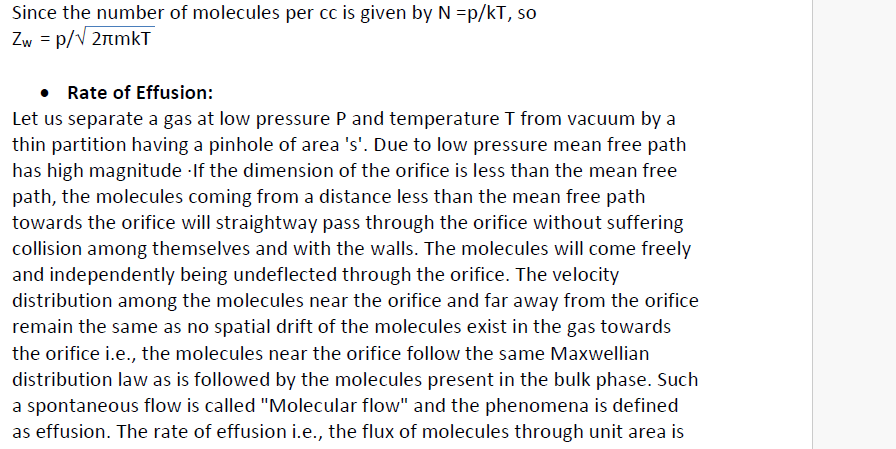 Since the number of molecules per cc is given by N =p/kT, so
Zw = p/√ 2πmkT
• Rate of Effusion:
Let us separate a gas at low pressure P and temperature T from vacuum by a
thin partition having a pinhole of area 's'. Due to low pressure mean free path
has high magnitude ·If the dimension of the orifice is less than the mean free
path, the molecules coming from a distance less than the mean free path
towards the orifice will straightway pass through the orifice without suffering
collision among themselves and with the walls. The molecules will come freely
and independently being undeflected through the orifice. The velocity
distribution among the molecules near the orifice and far away from the orifice
remain the same as no spatial drift of the molecules exist in the gas towards
the orifice i.e., the molecules near the orifice follow the same Maxwellian
distribution law as is followed by the molecules present in the bulk phase. Such
a spontaneous flow is called "Molecular flow" and the phenomena is defined
as effusion. The rate of effusion i.e., the flux of molecules through unit area is